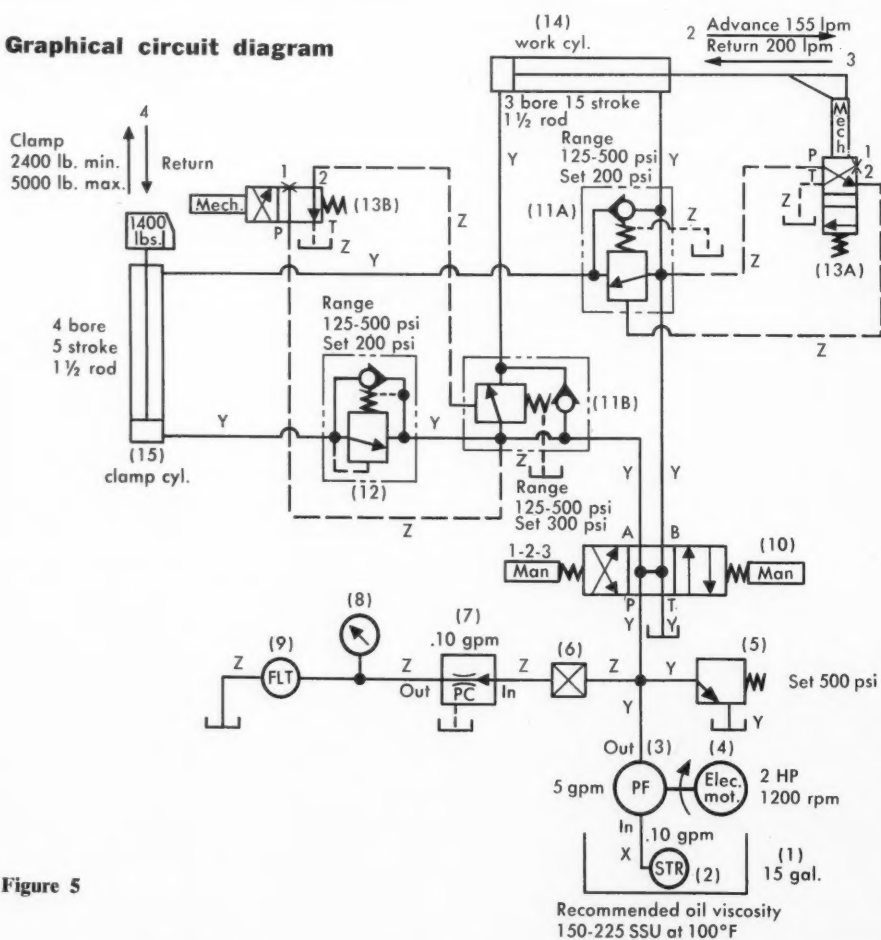 Graphical circuit diagram
(14)
work cyl.
2
Advance 155 lpm
Return 200 lpm
3
3 bore 15 stroke
1½ rod
4
Clamp
2400 lb. min.
5000 lb. max.
Return
1400
lbs.
Mech.
1
2
P
T
(13B)
Z
Z
Y
Y
Range
125-500 psi
Set 200 psi
(11A)
Z
Mech
P
T
1
2
Z
(13A)
Z
Z
Y
4 bore
5 stroke
1½ rod
Range
125-500 psi
Set 200 psi
(11B)
Y
Y
(15)
clamp cyl.
(12)
Z
Z
Range
125-500 psi
Set 300 psi
Y
Y
A
B
1-2-3
Man
(10)
Man
P
T
Y
Y
(8)
(7)
.10 gpm
(6)
(5)
(9)
Z
FLT
Z
Out
PC
In
Z
Z
Y
Set 500 psi
Y
Y
Out
(3)
(4)
5 gpm
PF
Elec.
mot.
2 HP
1200 rpm
In
.10 gpm
X
STR
(2)
(1)
15 gal.
Figure 5
Recommended oil viscosity
150-225 SSU at 100°F